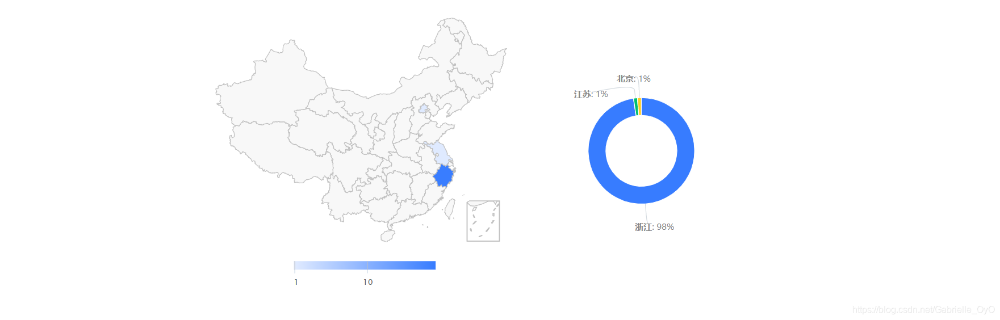 北京: 1%
江苏: 1%
浙江: 98%
1
10
https://blog.csdn.net/Gabrielle_OyO